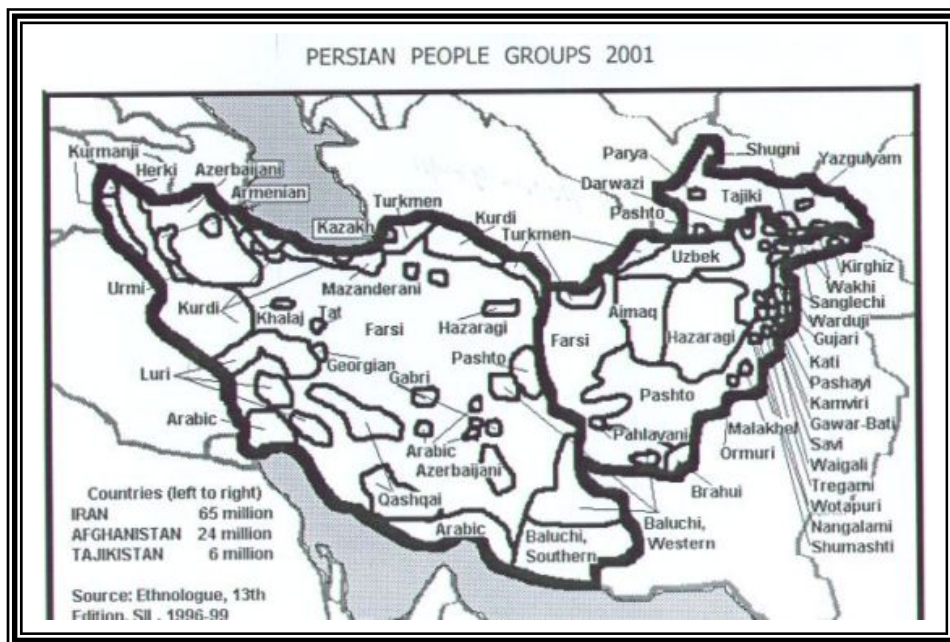 PERSIAN PEOPLE GROUPS 2001
Kurmanji
Herki
Azerbaijani
Armenian
Kazakh
Turkmen
Kurdi
Turkmen
Parya
Darwazi
Pashto
Shugni
Yazgulyam
Tajiki
Uzbek
Kirghiz
Wakhi
Sanglechi
Warduji
Gujari
Kati
Pashayi
Kamviri
Gawar-Bati
Savi
Waigali
Tregami
Wotapuri
Nangalami
Shumashti
Urmi
Kurdi
Mazanderani
Khalaj
Tat
Farsi
Hazaragi
Farsi
Aimaq
Hazaragi
Georgian
Luri
Gabri
Pashto
Pashto
Arabic
Arabic
Azerbaijani
Pahlavani
Malakhel
Ormuri
Brahui
Qashqai
Arabic
Baluchi,
Southern
Baluchi,
Western
Countries (left to right)
IRAN 65 million
AFGHANISTAN 24 million
TAJIKISTAN 6 million
Source: Ethnologue, 13th
Edition, SIL, 1996-99